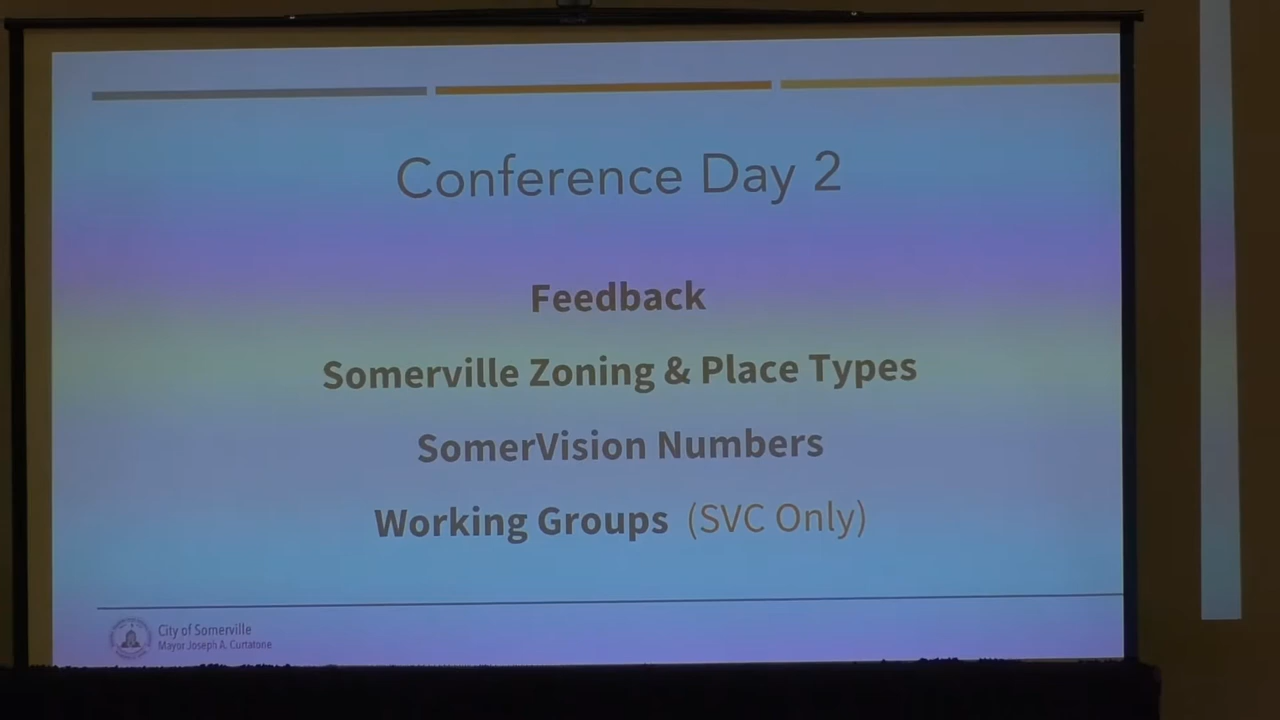 Conference Day 2
Feedback
Somerville Zoning & Place Types
SomerVision Numbers
Working Groups (SVC Only)
City of Somerville
Mayor Joseph A. Curtatone